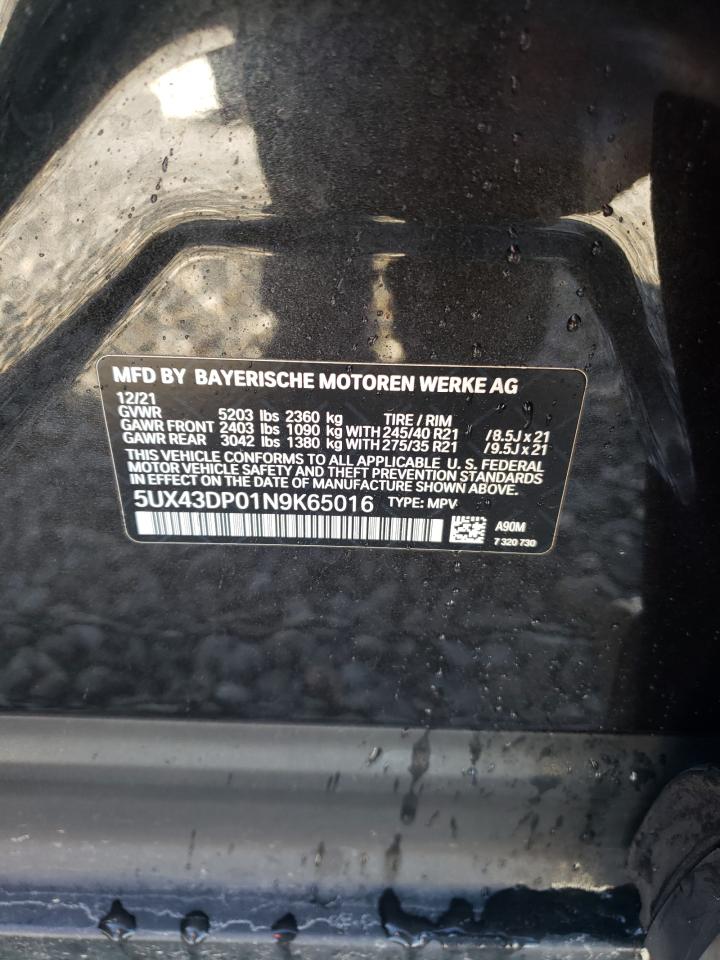 MFD BY BAYERISCHE MOTOREN WERKE AG
12/21
GVWR 5203 lbs 2360 kg TIRE / RIM
GAWR FRONT 2403 lbs 1090 kg WITH 245/40 R21 /8.5J x 21
GAWR REAR 3042 lbs 1380 kg WITH 275/35 R21 /9.5J x 21
THIS VEHICLE CONFORMS TO ALL APPLICABLE U. S. FEDERAL
MOTOR VEHICLE SAFETY AND THEFT PREVENTION STANDARDS
IN EFFECT ON THE DATE OF MANUFACTURE SHOWN ABOVE.
5UX43DP01N9K65016 TYPE: MPV
A90M
7 320 730